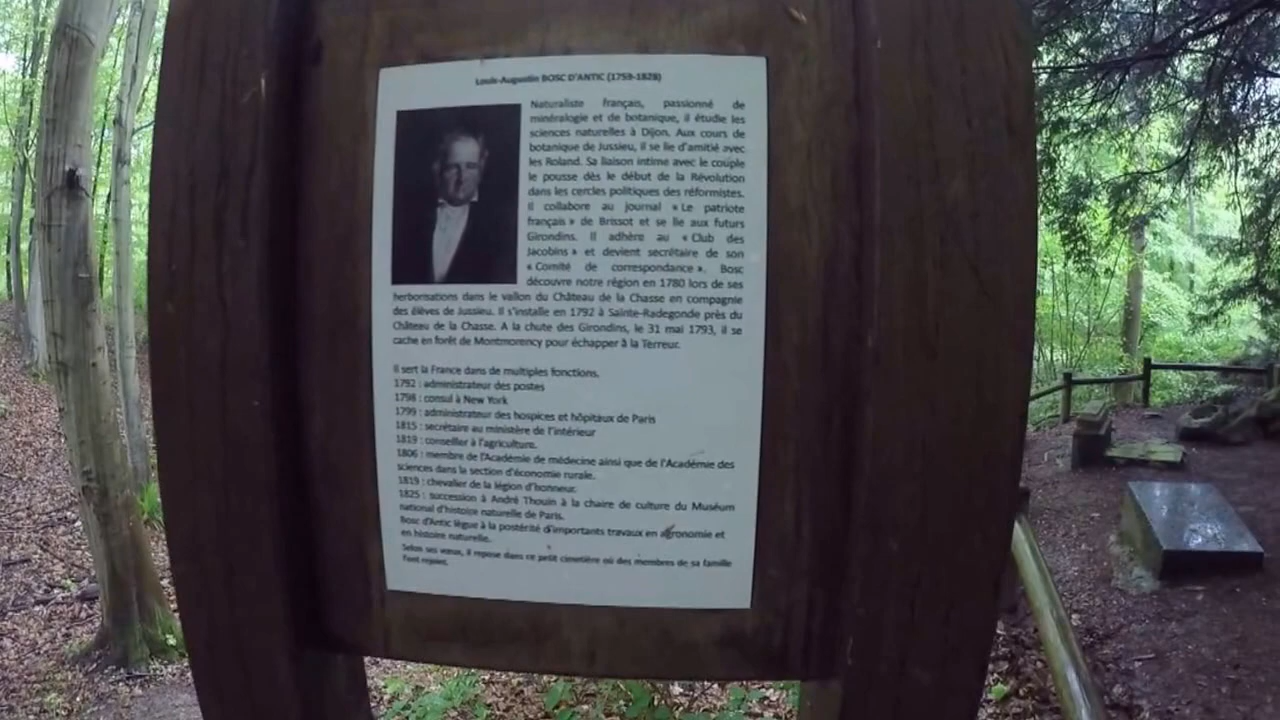 Louis-Augustin BOSC D'ANTIC (1759-1828)
Naturaliste français, passionné de
minéralogie et de botanique, il étudie les
sciences naturelles à Dijon. Aux cours de
botanique de Jussieu, il se lie d'amitié avec
les Roland. Sa liaison intime avec le couple
le pousse dès le début de la Révolution
dans les cercles politiques des réformistes.
Il collabore au journal « Le patriote
français » de Brissot et se lie aux futurs
Girondins. Il adhère au « Club des
Jacobins » et devient secrétaire de son
« Comité de correspondance ». Bosc
découvre notre région en 1780 lors de ses
herborisations dans le vallon du Château de la Chasse en compagnie
des élèves de Jussieu. Il s'installe en 1792 à Sainte-Radegonde près du
Château de la Chasse. A la chute des Girondins, le 31 mai 1793, il se
cache en forêt de Montmorency pour échapper à la Terreur.
Il sert la France dans de multiples fonctions.
1792 : administrateur des postes
1798 : consul à New York
1799 : administrateur des hospices et hôpitaux de Paris
1815 : secrétaire au ministère de l'intérieur
1819 : conseiller à l'agriculture.
1806 : membre de l'Académie de médecine ainsi que de l'Académie des
sciences dans la section d'économie rurale.
1819 : chevalier de la légion d'honneur.
1825 : succession à André Thouin à la chaire de culture du Muséum
national d'histoire naturelle de Paris.
Bosc d'Antic lègue à la postérité d'importants travaux en agronomie et
en histoire naturelle.
Selon ses vœux, il repose dans ce petit cimetière où des membres de sa famille
l'ont rejoint.